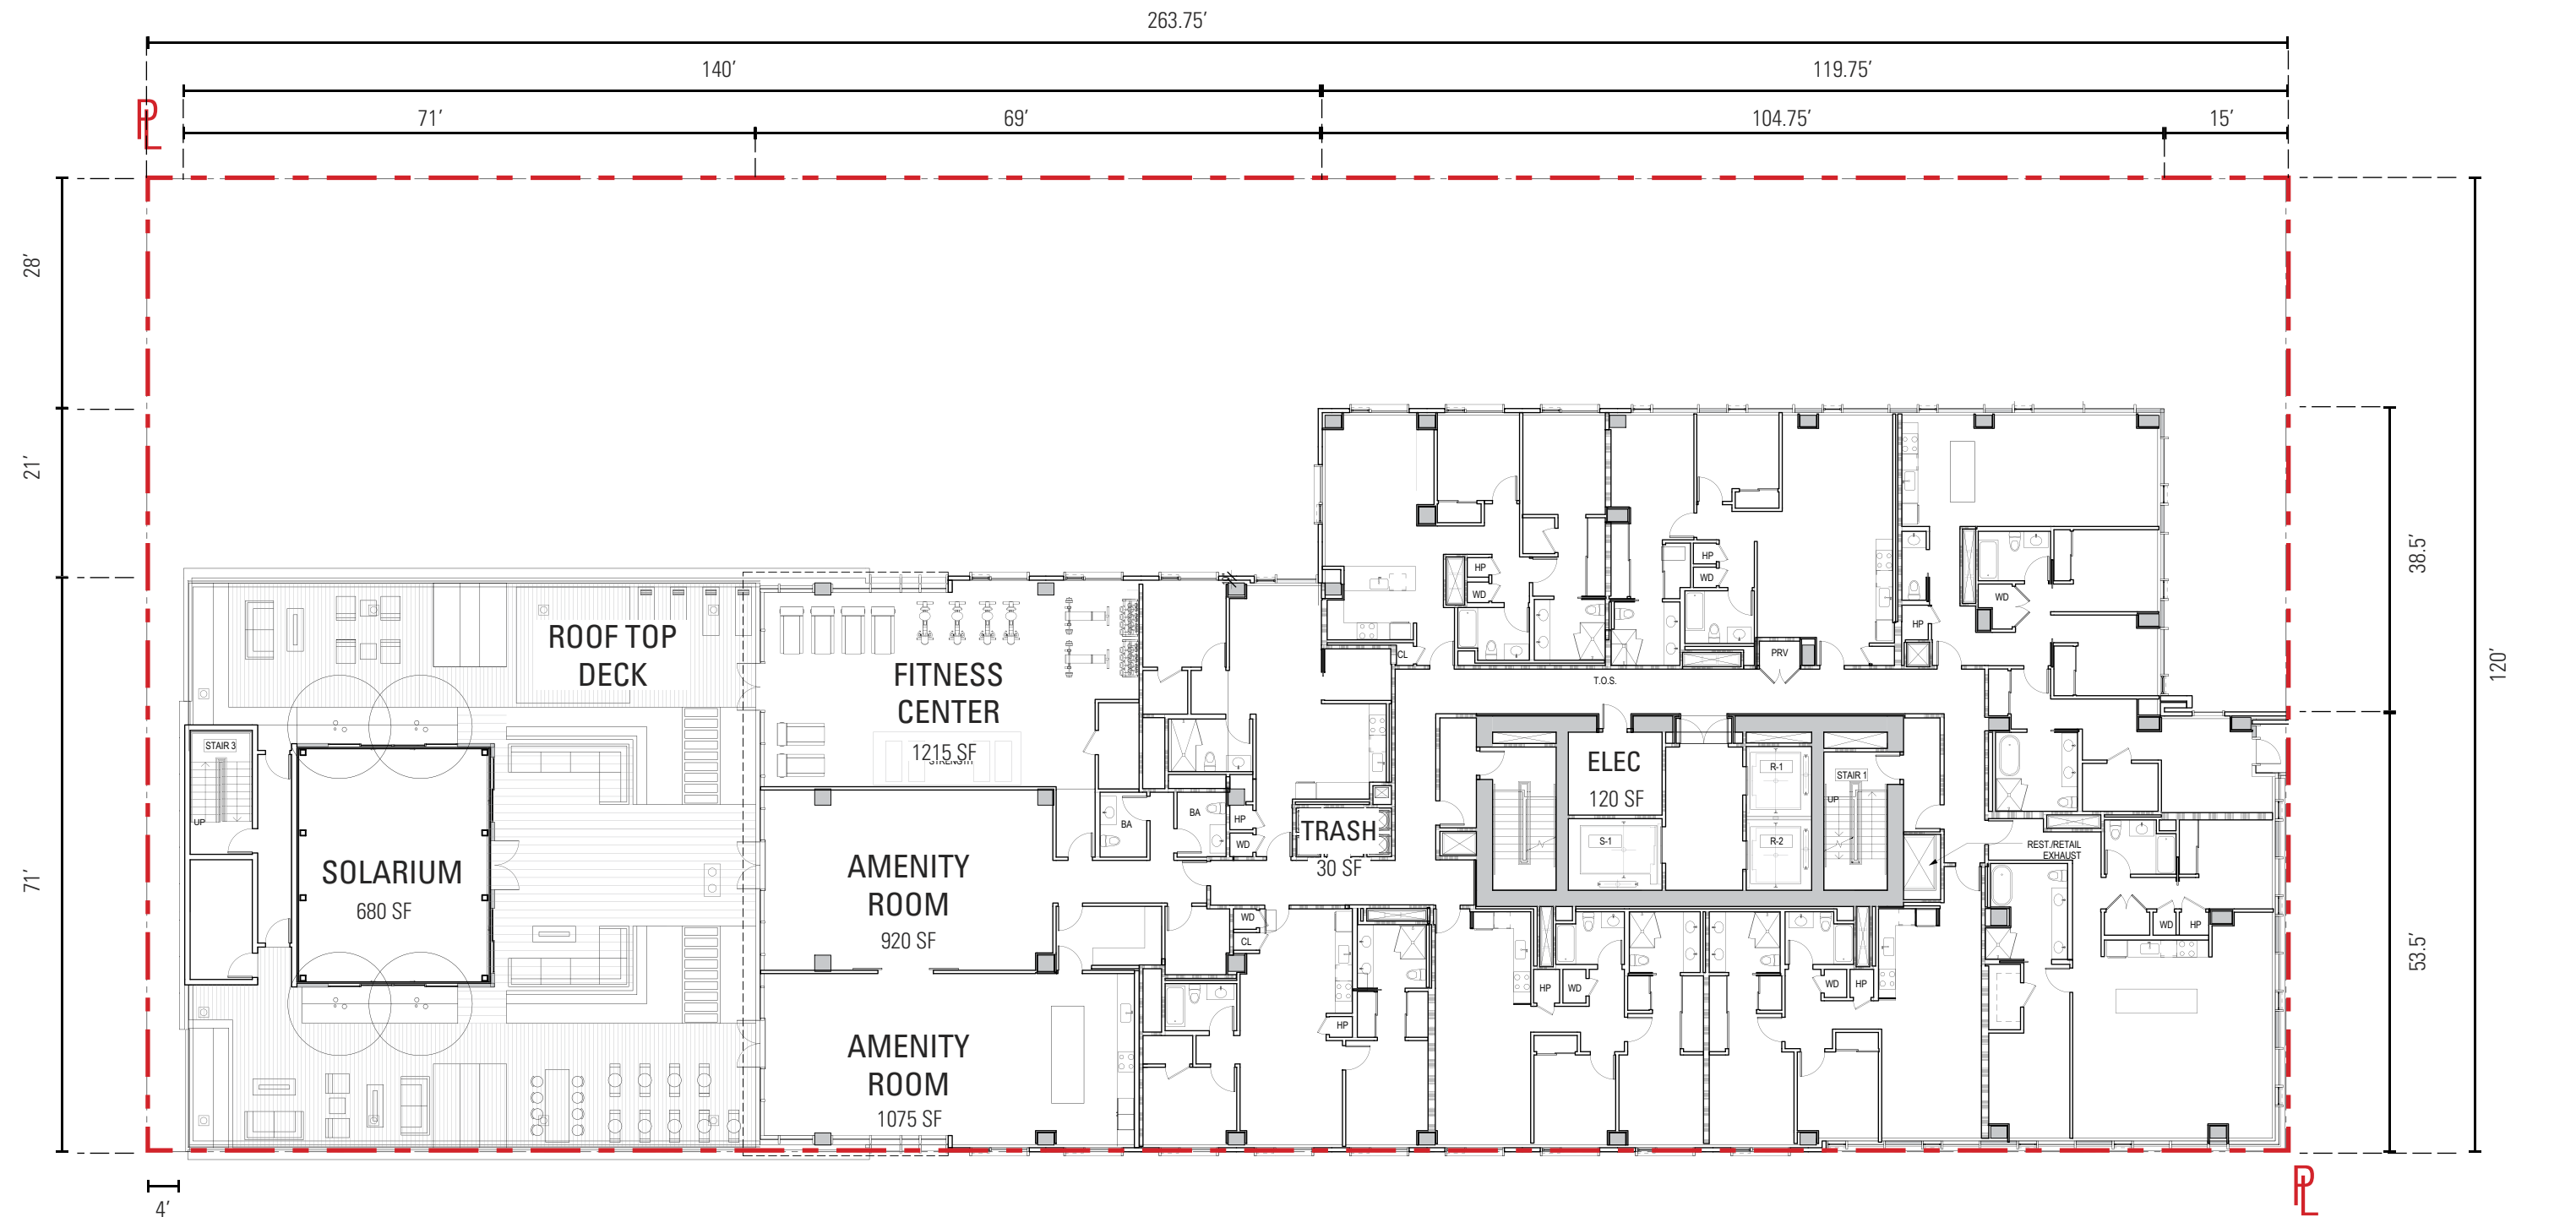 263.75’
140’
119.75’
71’
69’
104.75’
15’
PL
28’
21’
71’
4’
38.5’
120’
53.5’
PL
ROOF TOP
DECK
FITNESS
CENTER
1215 SF
STRENGTH
STAIR 3
UP
SOLARIUM
680 SF
AMENITY
ROOM
920 SF
AMENITY
ROOM
1075 SF
BA
BA
HP
WD
TRASH
30 SF
WD
CL
HP
HP
WD
CL
HP
WD
PRV
T.O.S.
WD
HP
ELEC
120 SF
S-1
R-1
R-2
STAIR 1
UP
REST./RETAIL
EXHAUST
WD
HP
HP
WD
WD
HP